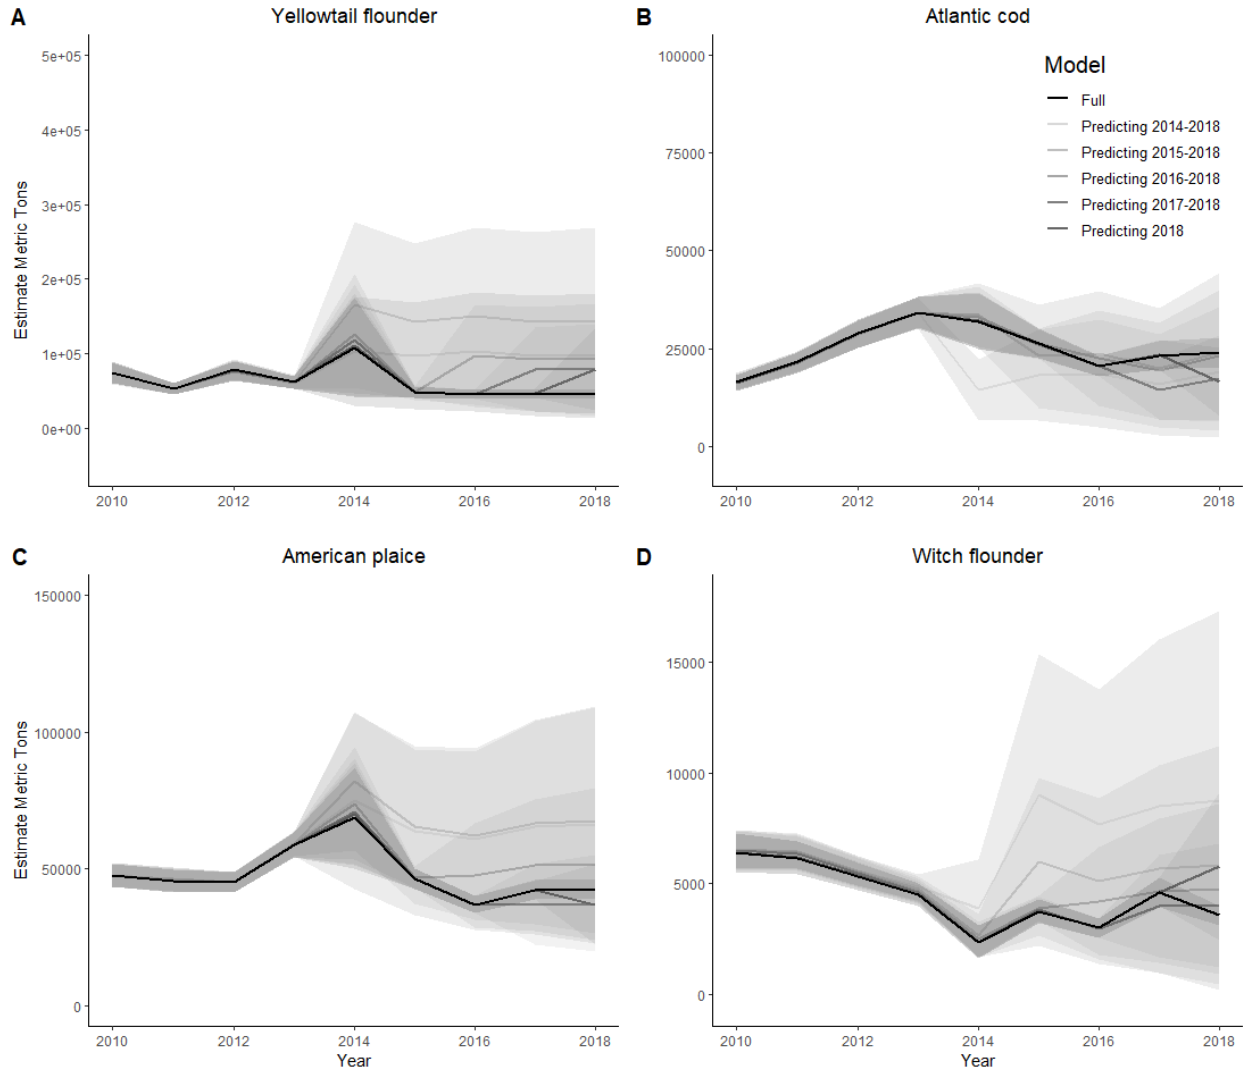 A
Yellowtail flounder
Estimate Metric Tons
5e+05
4e+05
3e+05
2e+05
1e+05
0e+00
2010
2012
2014
2016
2018
B
Atlantic cod
100000
75000
50000
25000
0
2010
2012
2014
2016
2018
Model
Full
Predicting 2014-2018
Predicting 2015-2018
Predicting 2016-2018
Predicting 2017-2018
Predicting 2018
C
American plaice
Estimate Metric Tons
150000
100000
50000
0
2010
2012
2014
2016
2018
Year
D
Witch flounder
15000
10000
5000
0
2010
2012
2014
2016
2018
Year